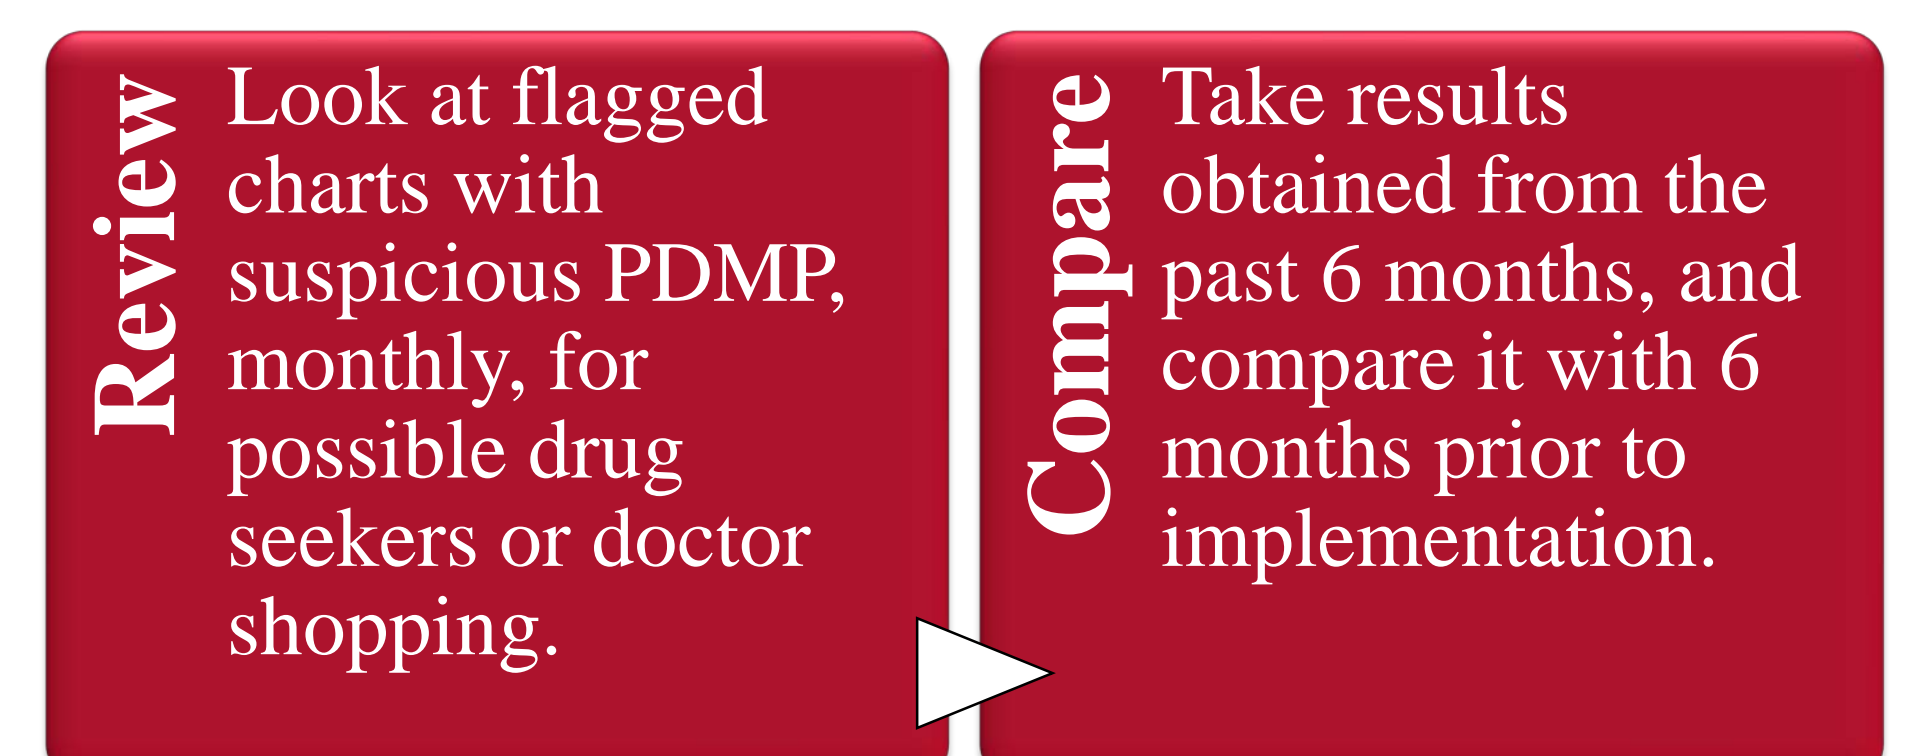 Review
Look at flagged
charts with
suspicious PDMP,
monthly, for
possible drug
seekers or doctor
shopping.
Compare
Take results
obtained from the
past 6 months, and
compare it with 6
months prior to
implementation.